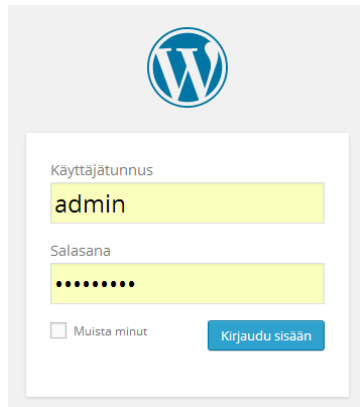 Käyttäjätunnus
admin
Salasana
•••••••••
Muista minut
Kirjaudu sisään